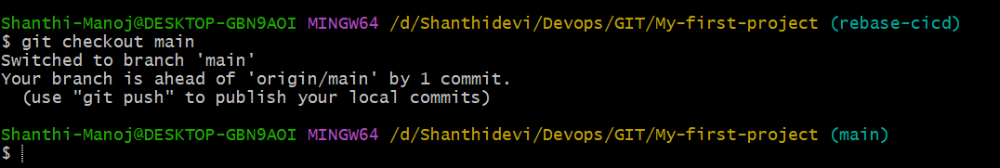 Shanthi-Manoj@DESKTOP-GBN9AOI MINGW64 /d/Shanthidevi/Devops/GIT/My-first-project (rebase-cicd)
$ git checkout main
Switched to branch 'main'
Your branch is ahead of 'origin/main' by 1 commit.
  (use "git push" to publish your local commits)
Shanthi-Manoj@DESKTOP-GBN9AOI MINGW64 /d/Shanthidevi/Devops/GIT/My-first-project (main)
$